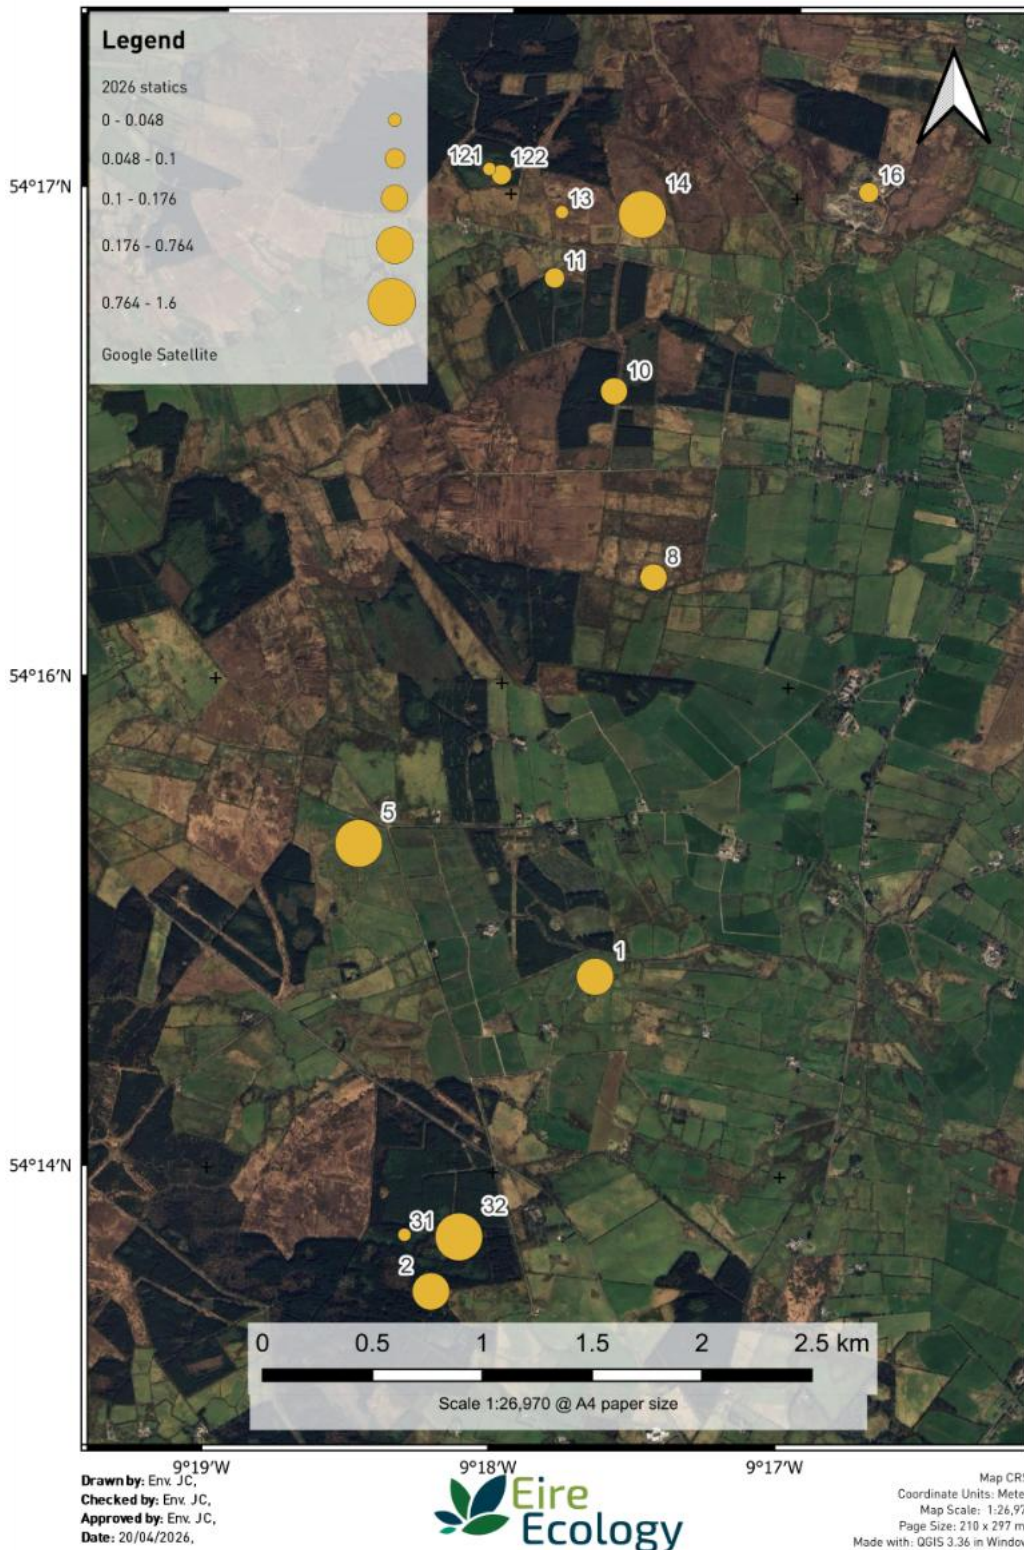 Legend
2026 statics
0 - 0.048
0.048 - 0.1
0.1 - 0.176
0.176 - 0.764
0.764 - 1.6
Google Satellite
121
122
13
14
16
11
10
8
5
1
31
32
2
54°17'N
54°16'N
54°14'N
0 0.5 1 1.5 2 2.5 km
Scale 1:26,970 @ A4 paper size
9°19'W 9°18'W 9°17'W
Drawn by: Env. JC,
Checked by: Env. JC,
Approved by: Env. JC,
Date: 20/04/2026,
Eire
Ecology
Map CRS
Coordinate Units: Mete
Map Scale: 1:26,97
Page Size: 210 x 297 m
Made with: QGIS 3.36 in Window